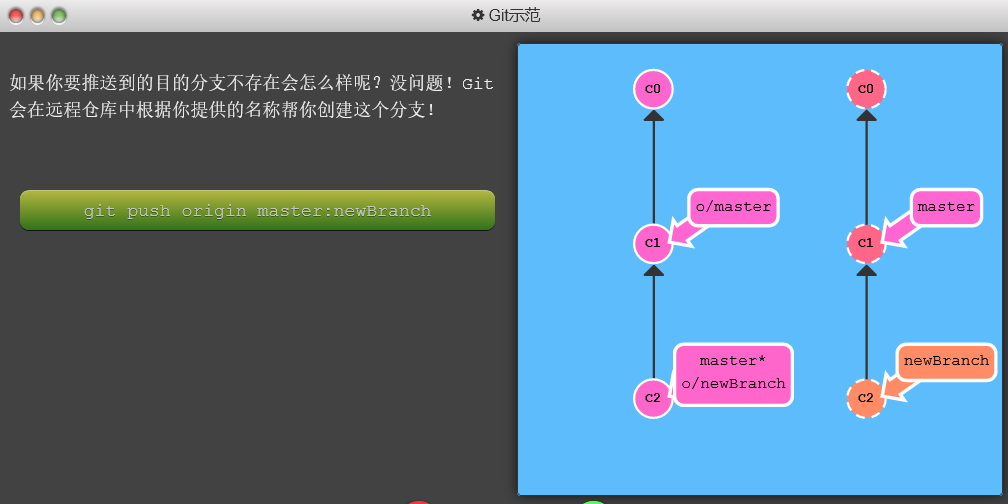 Git示范
如果你要推送到的目的分支不存在会怎么样呢？没问题！Git
会在远程仓库中根据你提供的名称帮你创建这个分支！
git push origin master:newBranch
c0
c0
o/master
master
c1
c1
master*
o/newBranch
newBranch
c2
c2